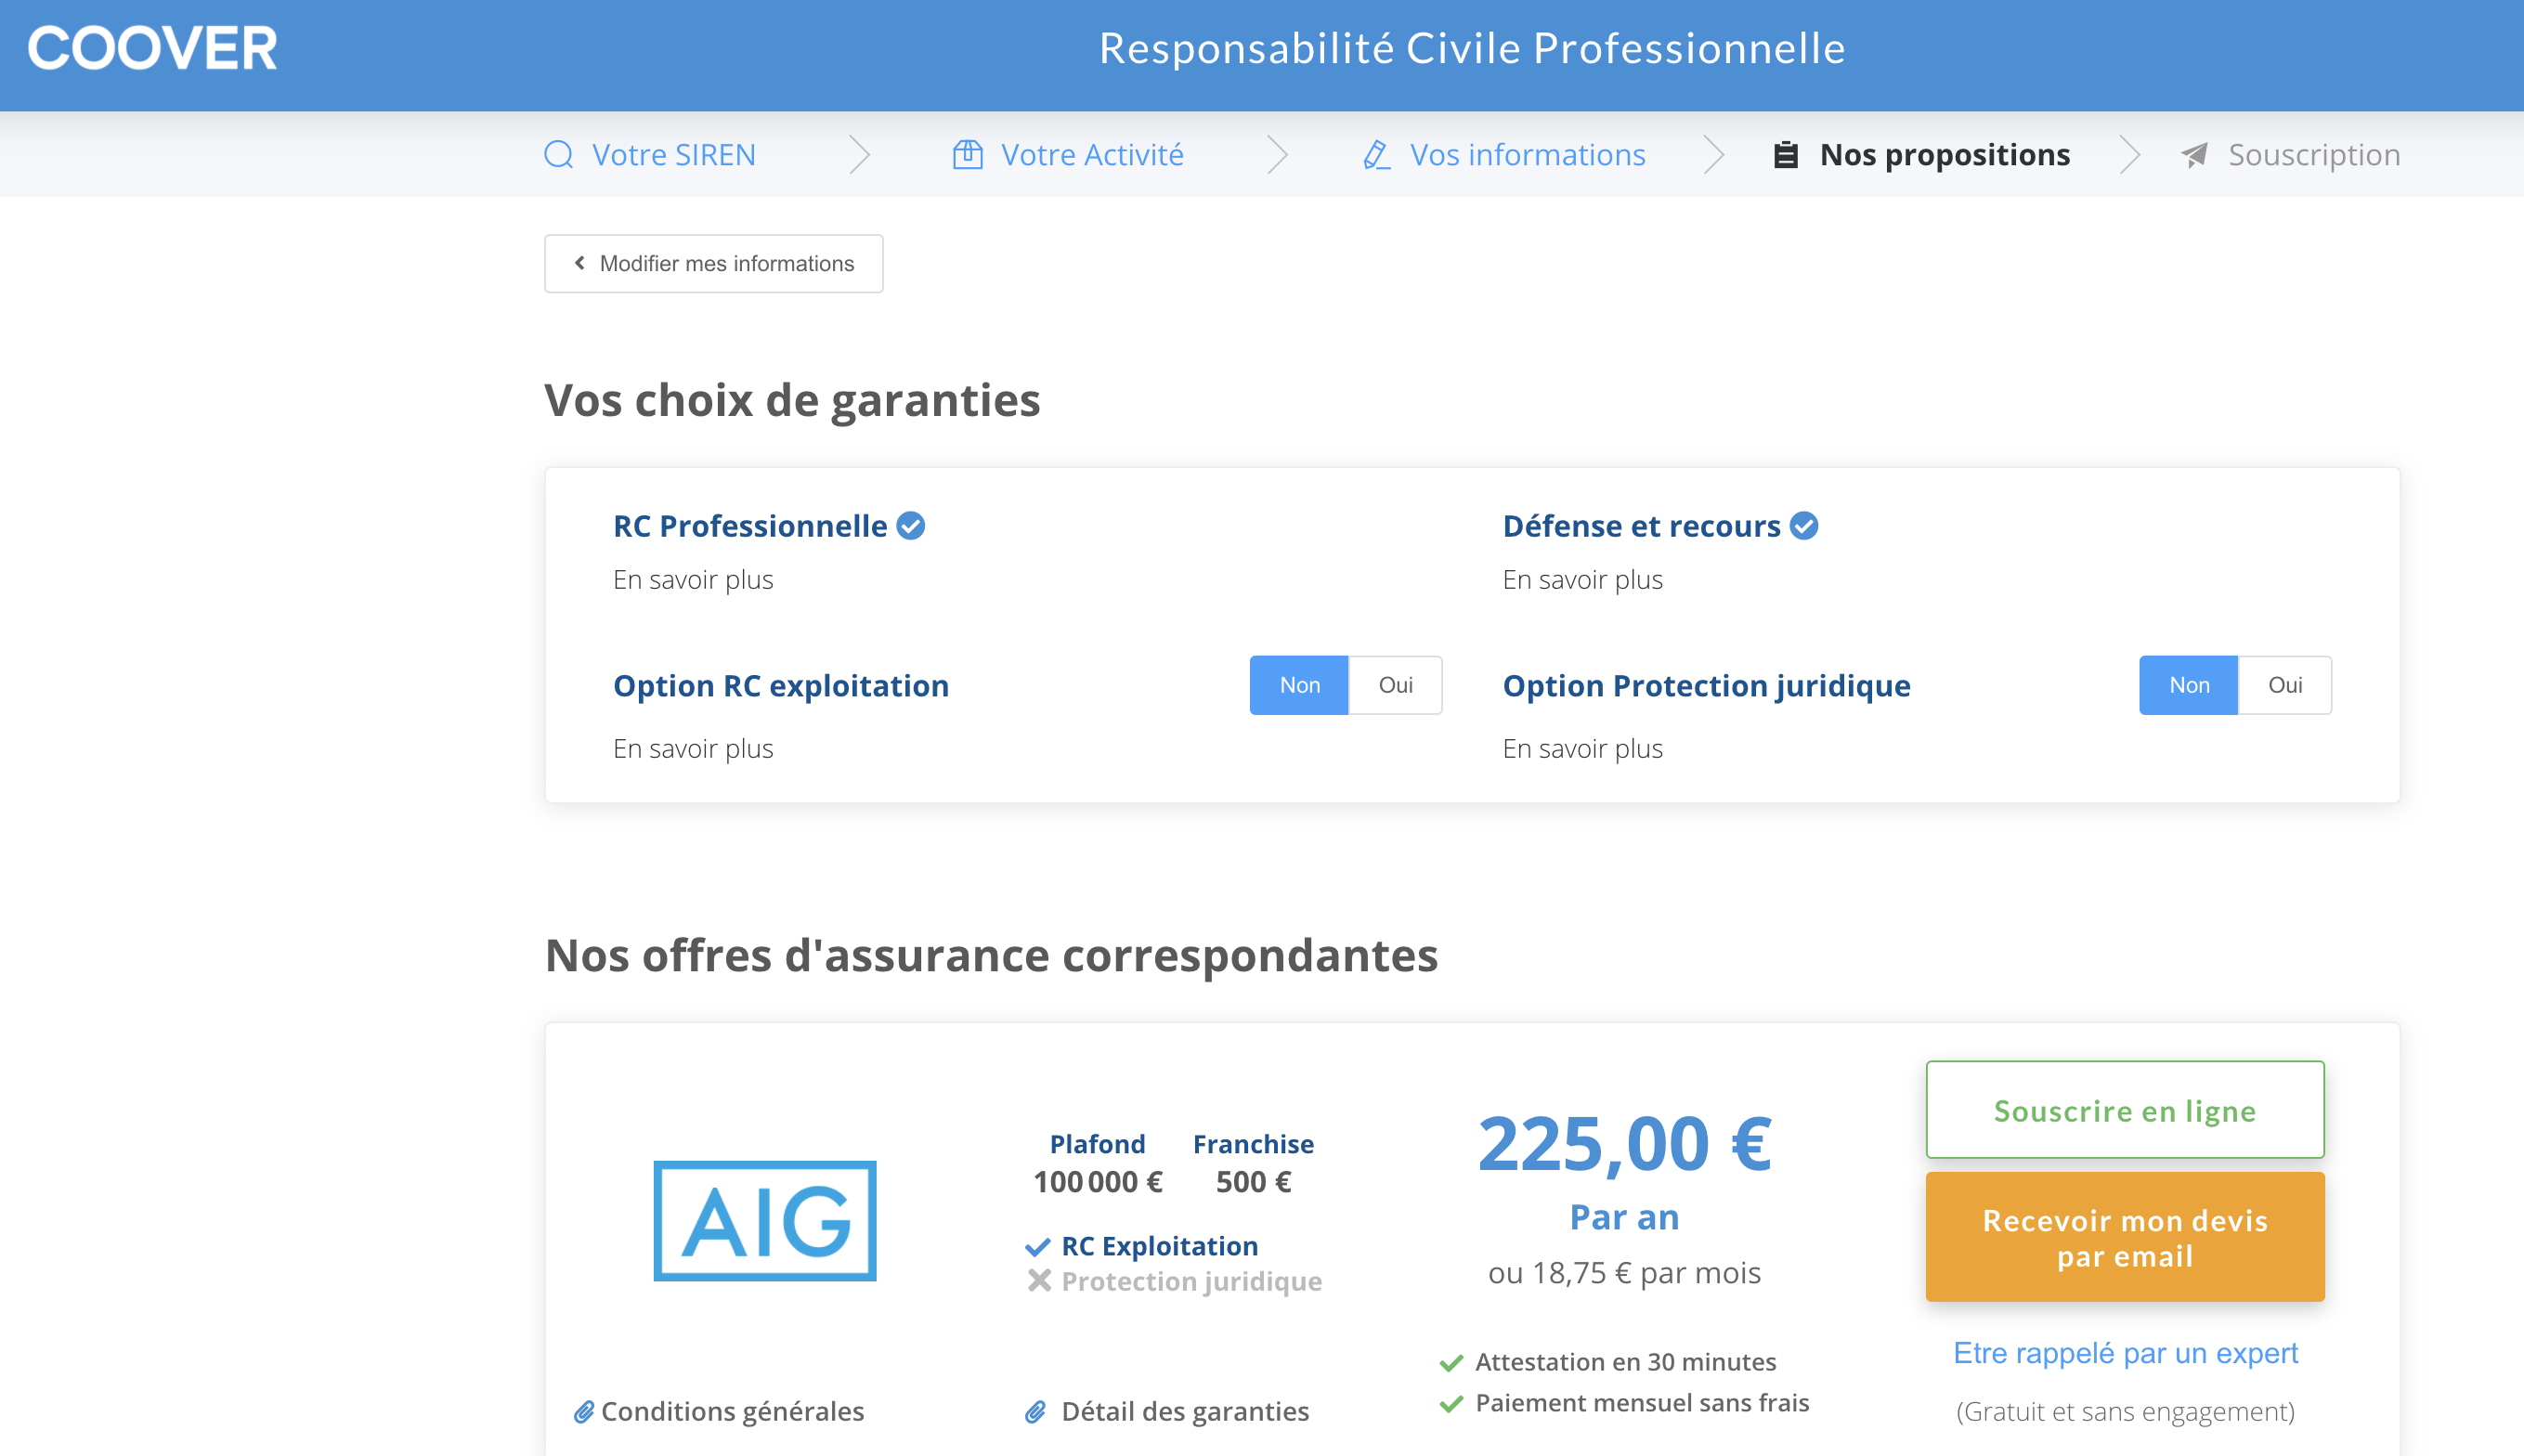 COOVER
Responsabilité Civile Professionnelle
Votre SIREN
Votre Activité
Vos informations
Nos propositions
Souscription
Modifier mes informations
Vos choix de garanties
RC Professionnelle
En savoir plus
Défense et recours
En savoir plus
Option RC exploitation
Non
Oui
En savoir plus
Option Protection juridique
Non
Oui
En savoir plus
Nos offres d'assurance correspondantes
AIG
Plafond
100 000 €
Franchise
500 €
RC Exploitation
Protection juridique
225,00 €
Par an
ou 18,75 € par mois
Attestation en 30 minutes
Paiement mensuel sans frais
Souscrire en ligne
Recevoir mon devis
par email
Etre rappelé par un expert
(Gratuit et sans engagement)
Conditions générales
Détail des garanties